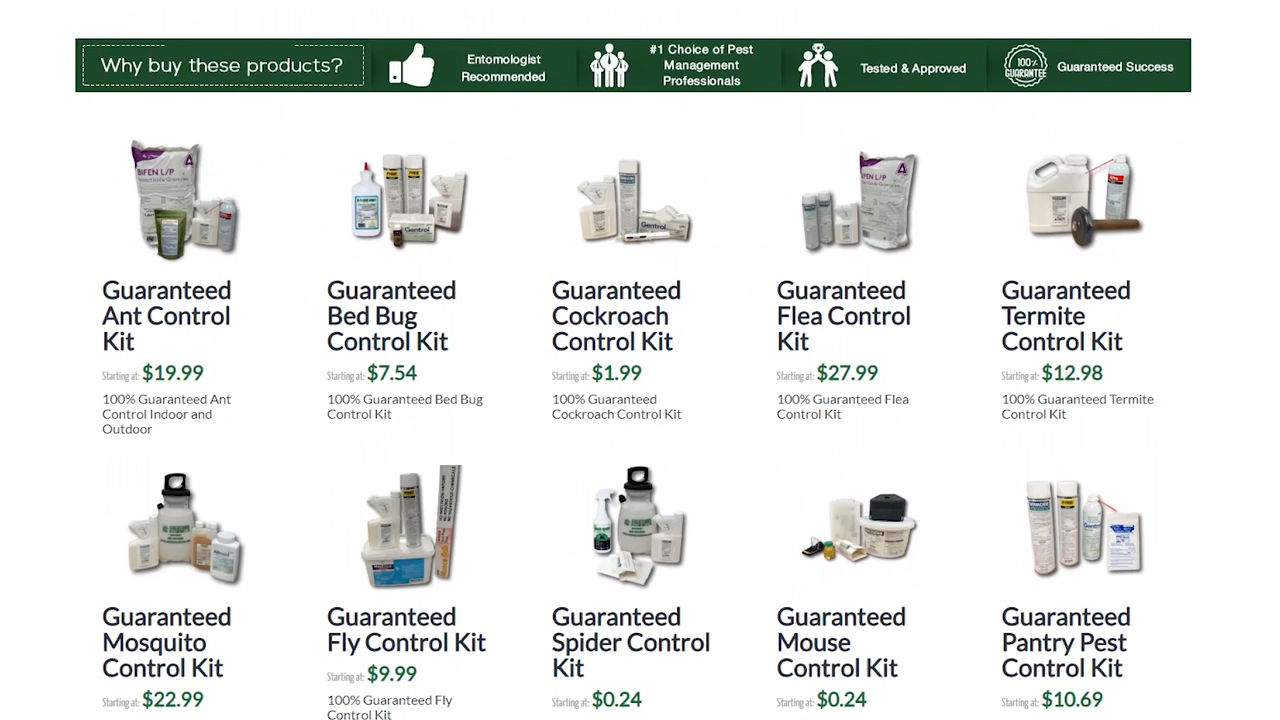 Why buy these products?
Entomologist
Recommended
#1 Choice of Pest
Management
Professionals
Tested & Approved
100%
GUARANTEE
Guaranteed Success
BIFEN L/P
Gentrol
Gentrol
BIFEN L/P
Guaranteed
Ant Control
Kit
Starting at: $19.99
100% Guaranteed Ant
Control Indoor and
Outdoor
Guaranteed
Bed Bug
Control Kit
Starting at: $7.54
100% Guaranteed Bed Bug
Control Kit
Guaranteed
Cockroach
Control Kit
Starting at: $1.99
100% Guaranteed
Cockroach Control Kit
Guaranteed
Flea Control
Kit
Starting at: $27.99
100% Guaranteed Flea
Control Kit
Guaranteed
Termite
Control Kit
Starting at: $12.98
100% Guaranteed Termite
Control Kit
Guaranteed
Mosquito
Control Kit
Starting at: $22.99
Guaranteed
Fly Control Kit
Starting at: $9.99
100% Guaranteed Fly
Control Kit
Guaranteed
Spider Control
Kit
Starting at: $0.24
Guaranteed
Mouse
Control Kit
Starting at: $0.24
Guaranteed
Pantry Pest
Control Kit
Starting at: $10.69